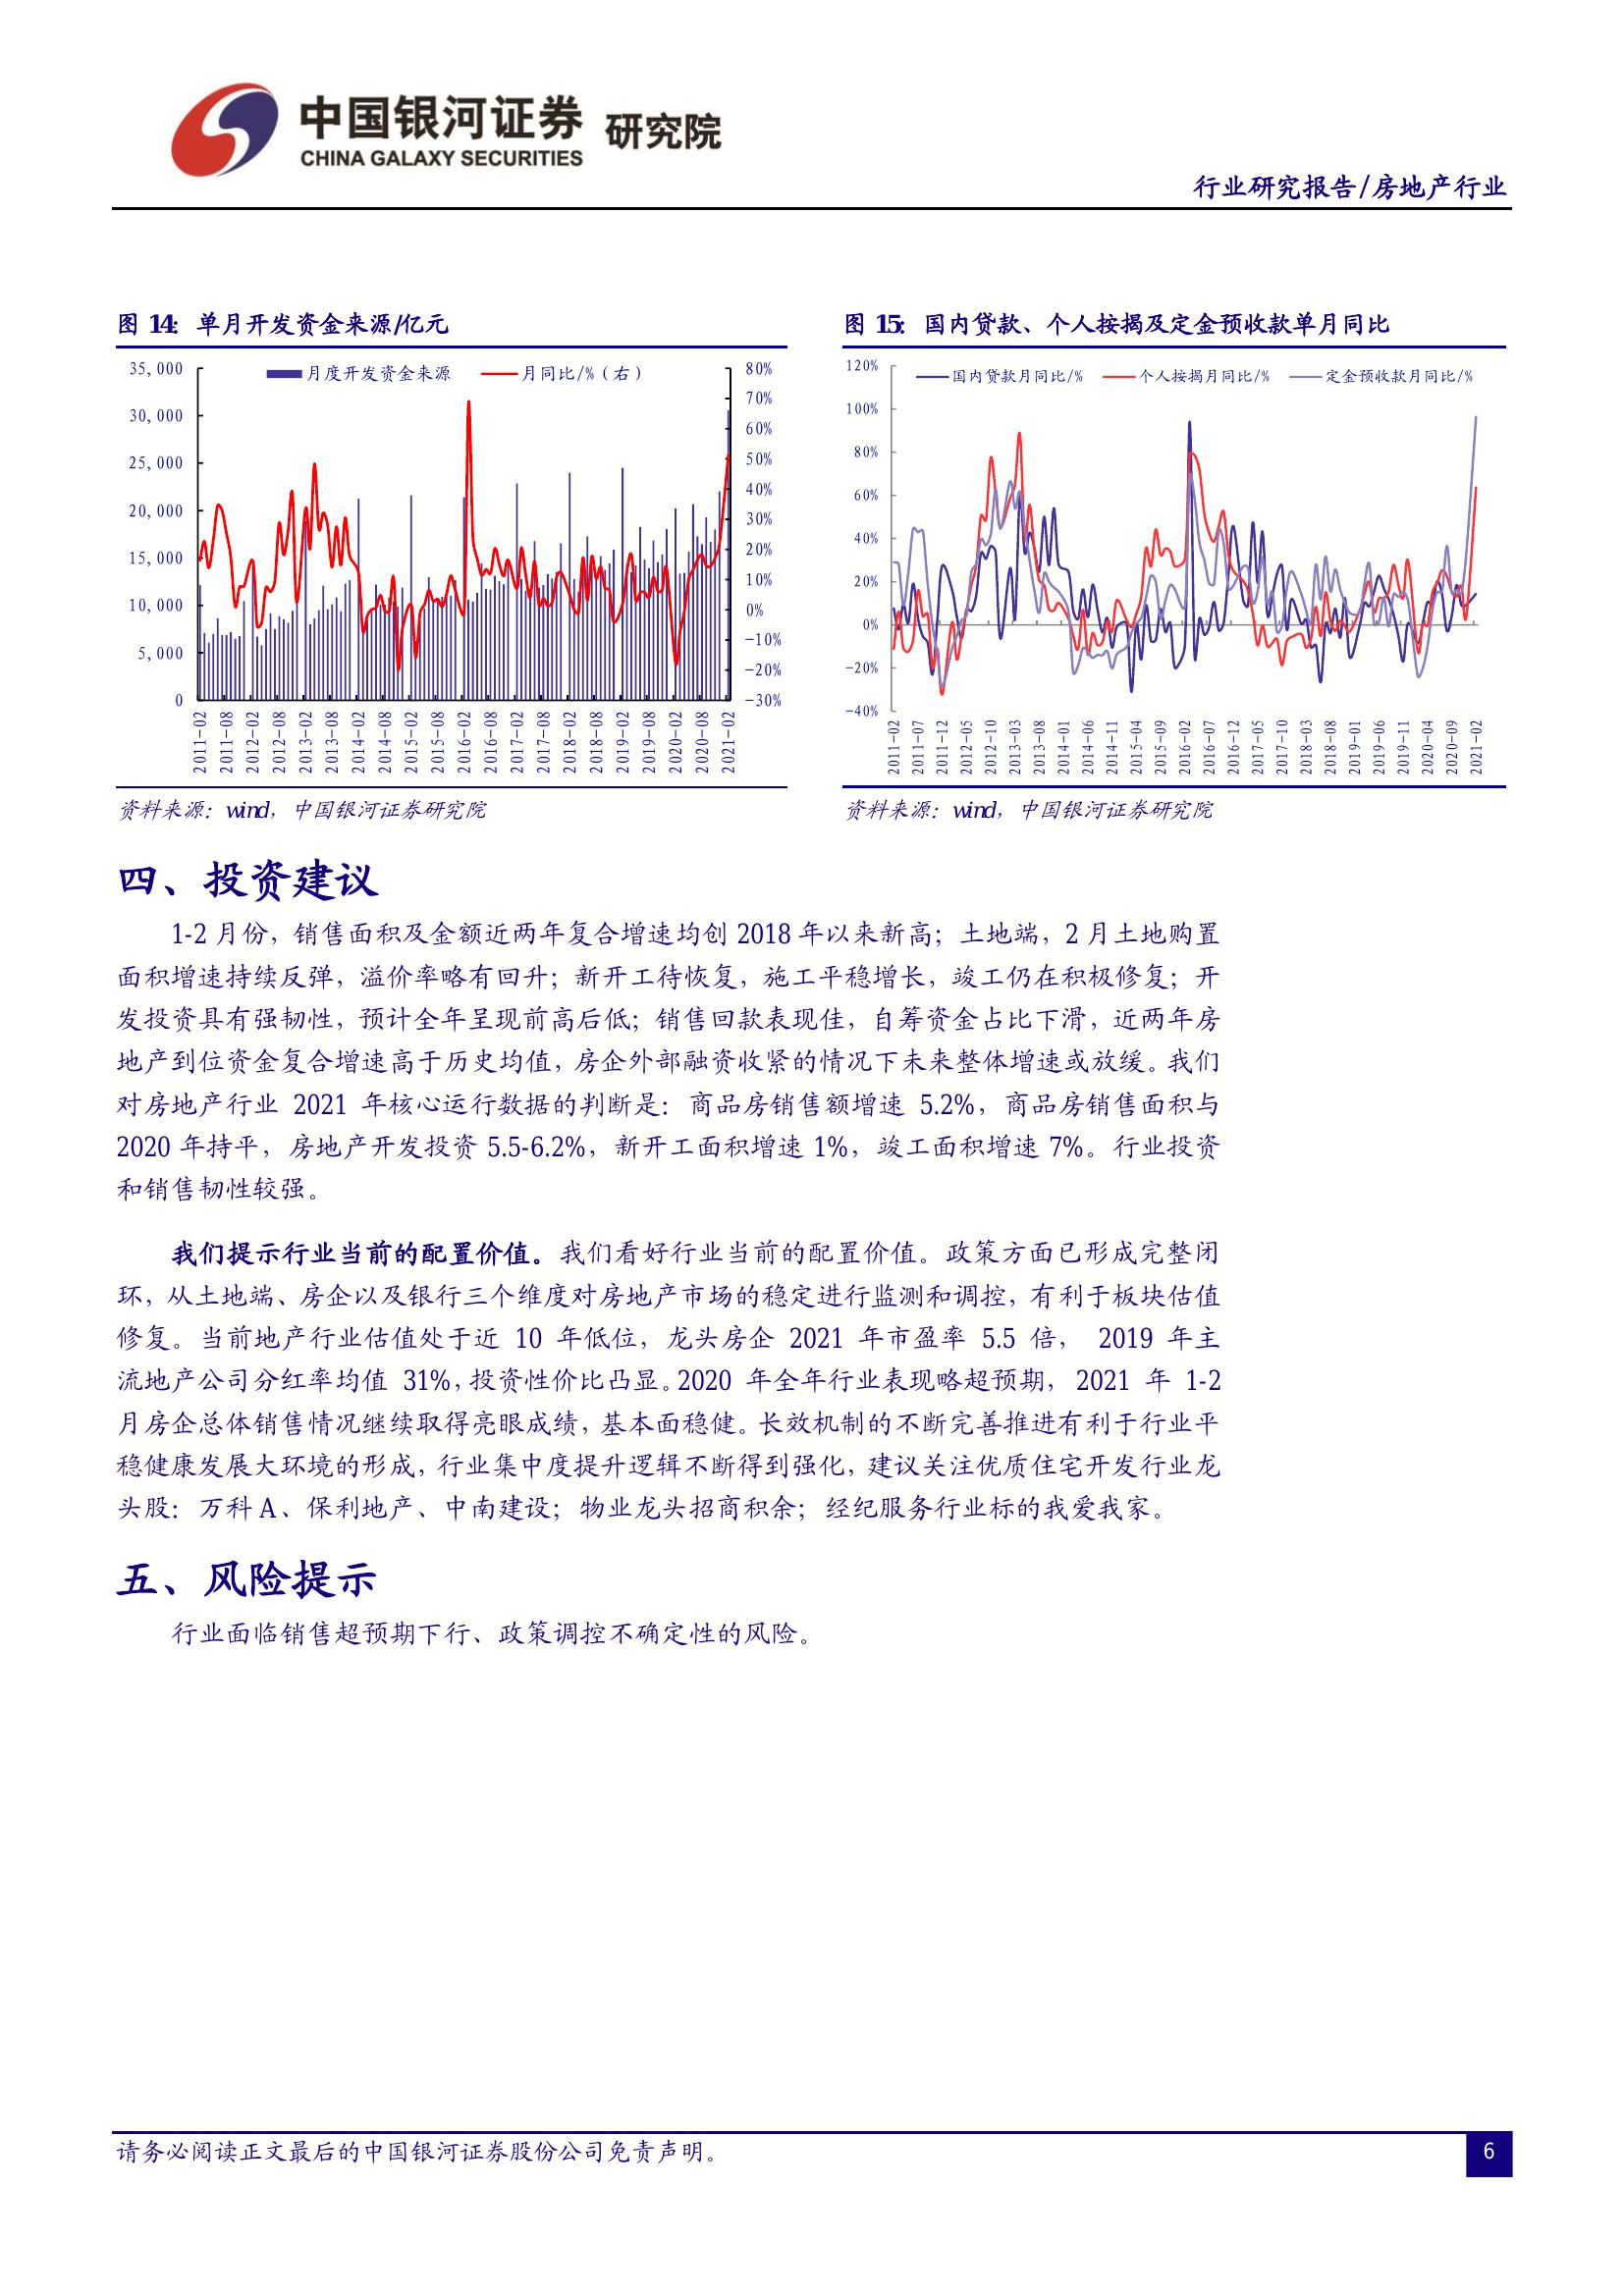 中国银河证券 研究院
CHINA GALAXY SECURITIES
行业研究报告/房地产行业
图 14: 单月开发资金来源/亿元
月度开发资金来源 月同比/%（右）
35,000
30,000
25,000
20,000
15,000
10,000
5,000
0
80%
70%
60%
50%
40%
30%
20%
10%
0%
-10%
-20%
-30%
2011-02 2011-08 2012-02 2012-08 2013-02 2013-08 2014-02 2014-08 2015-02 2015-08 2016-02 2016-08 2017-02 2017-08 2018-02 2018-08 2019-02 2019-08 2020-02 2020-08 2021-02
资料来源：wind，中国银河证券研究院
图 15: 国内贷款、个人按揭及定金预收款单月同比
国内贷款月同比/% 个人按揭月同比/% 定金预收款月同比/%
120%
100%
80%
60%
40%
20%
0%
-20%
-40%
2011-02 2011-07 2011-12 2012-05 2012-10 2013-03 2013-08 2014-01 2014-06 2014-11 2015-04 2015-09 2016-02 2016-07 2016-12 2017-05 2017-10 2018-03 2018-08 2019-01 2019-06 2019-11 2020-04 2020-09 2021-02
资料来源：wind，中国银河证券研究院
四、投资建议
1-2 月份，销售面积及金额近两年复合增速均创 2018 年以来新高；土地端，2 月土地购置
面积增速持续反弹，溢价率略有回升；新开工待恢复，施工平稳增长，竣工仍在积极修复；开
发投资具有强韧性，预计全年呈现前高后低；销售回款表现佳，自筹资金占比下滑，近两年房
地产到位资金复合增速高于历史均值，房企外部融资收紧的情况下未来整体增速或放缓。我们
对房地产行业 2021 年核心运行数据的判断是：商品房销售额增速 5.2%，商品房销售面积与
2020 年持平，房地产开发投资 5.5-6.2%，新开工面积增速 1%，竣工面积增速 7%。行业投资
和销售韧性较强。
我们提示行业当前的配置价值。我们看好行业当前的配置价值。政策方面已形成完整闭
环，从土地端、房企以及银行三个维度对房地产市场的稳定进行监测和调控，有利于板块估值
修复。当前地产行业估值处于近 10 年低位，龙头房企 2021 年市盈率 5.5 倍， 2019 年主
流地产公司分红率均值 31%，投资性价比凸显。2020 年全年行业表现略超预期， 2021 年 1-2
月房企总体销售情况继续取得亮眼成绩，基本面稳健。长效机制的不断完善推进有利于行业平
稳健康发展大环境的形成，行业集中度提升逻辑不断得到强化，建议关注优质住宅开发行业龙
头股：万科 A、保利地产、中南建设；物业龙头招商积余；经纪服务行业标的我爱我家。
五、风险提示
行业面临销售超预期下行、政策调控不确定性的风险。
请务必阅读正文最后的中国银河证券股份公司免责声明。
6